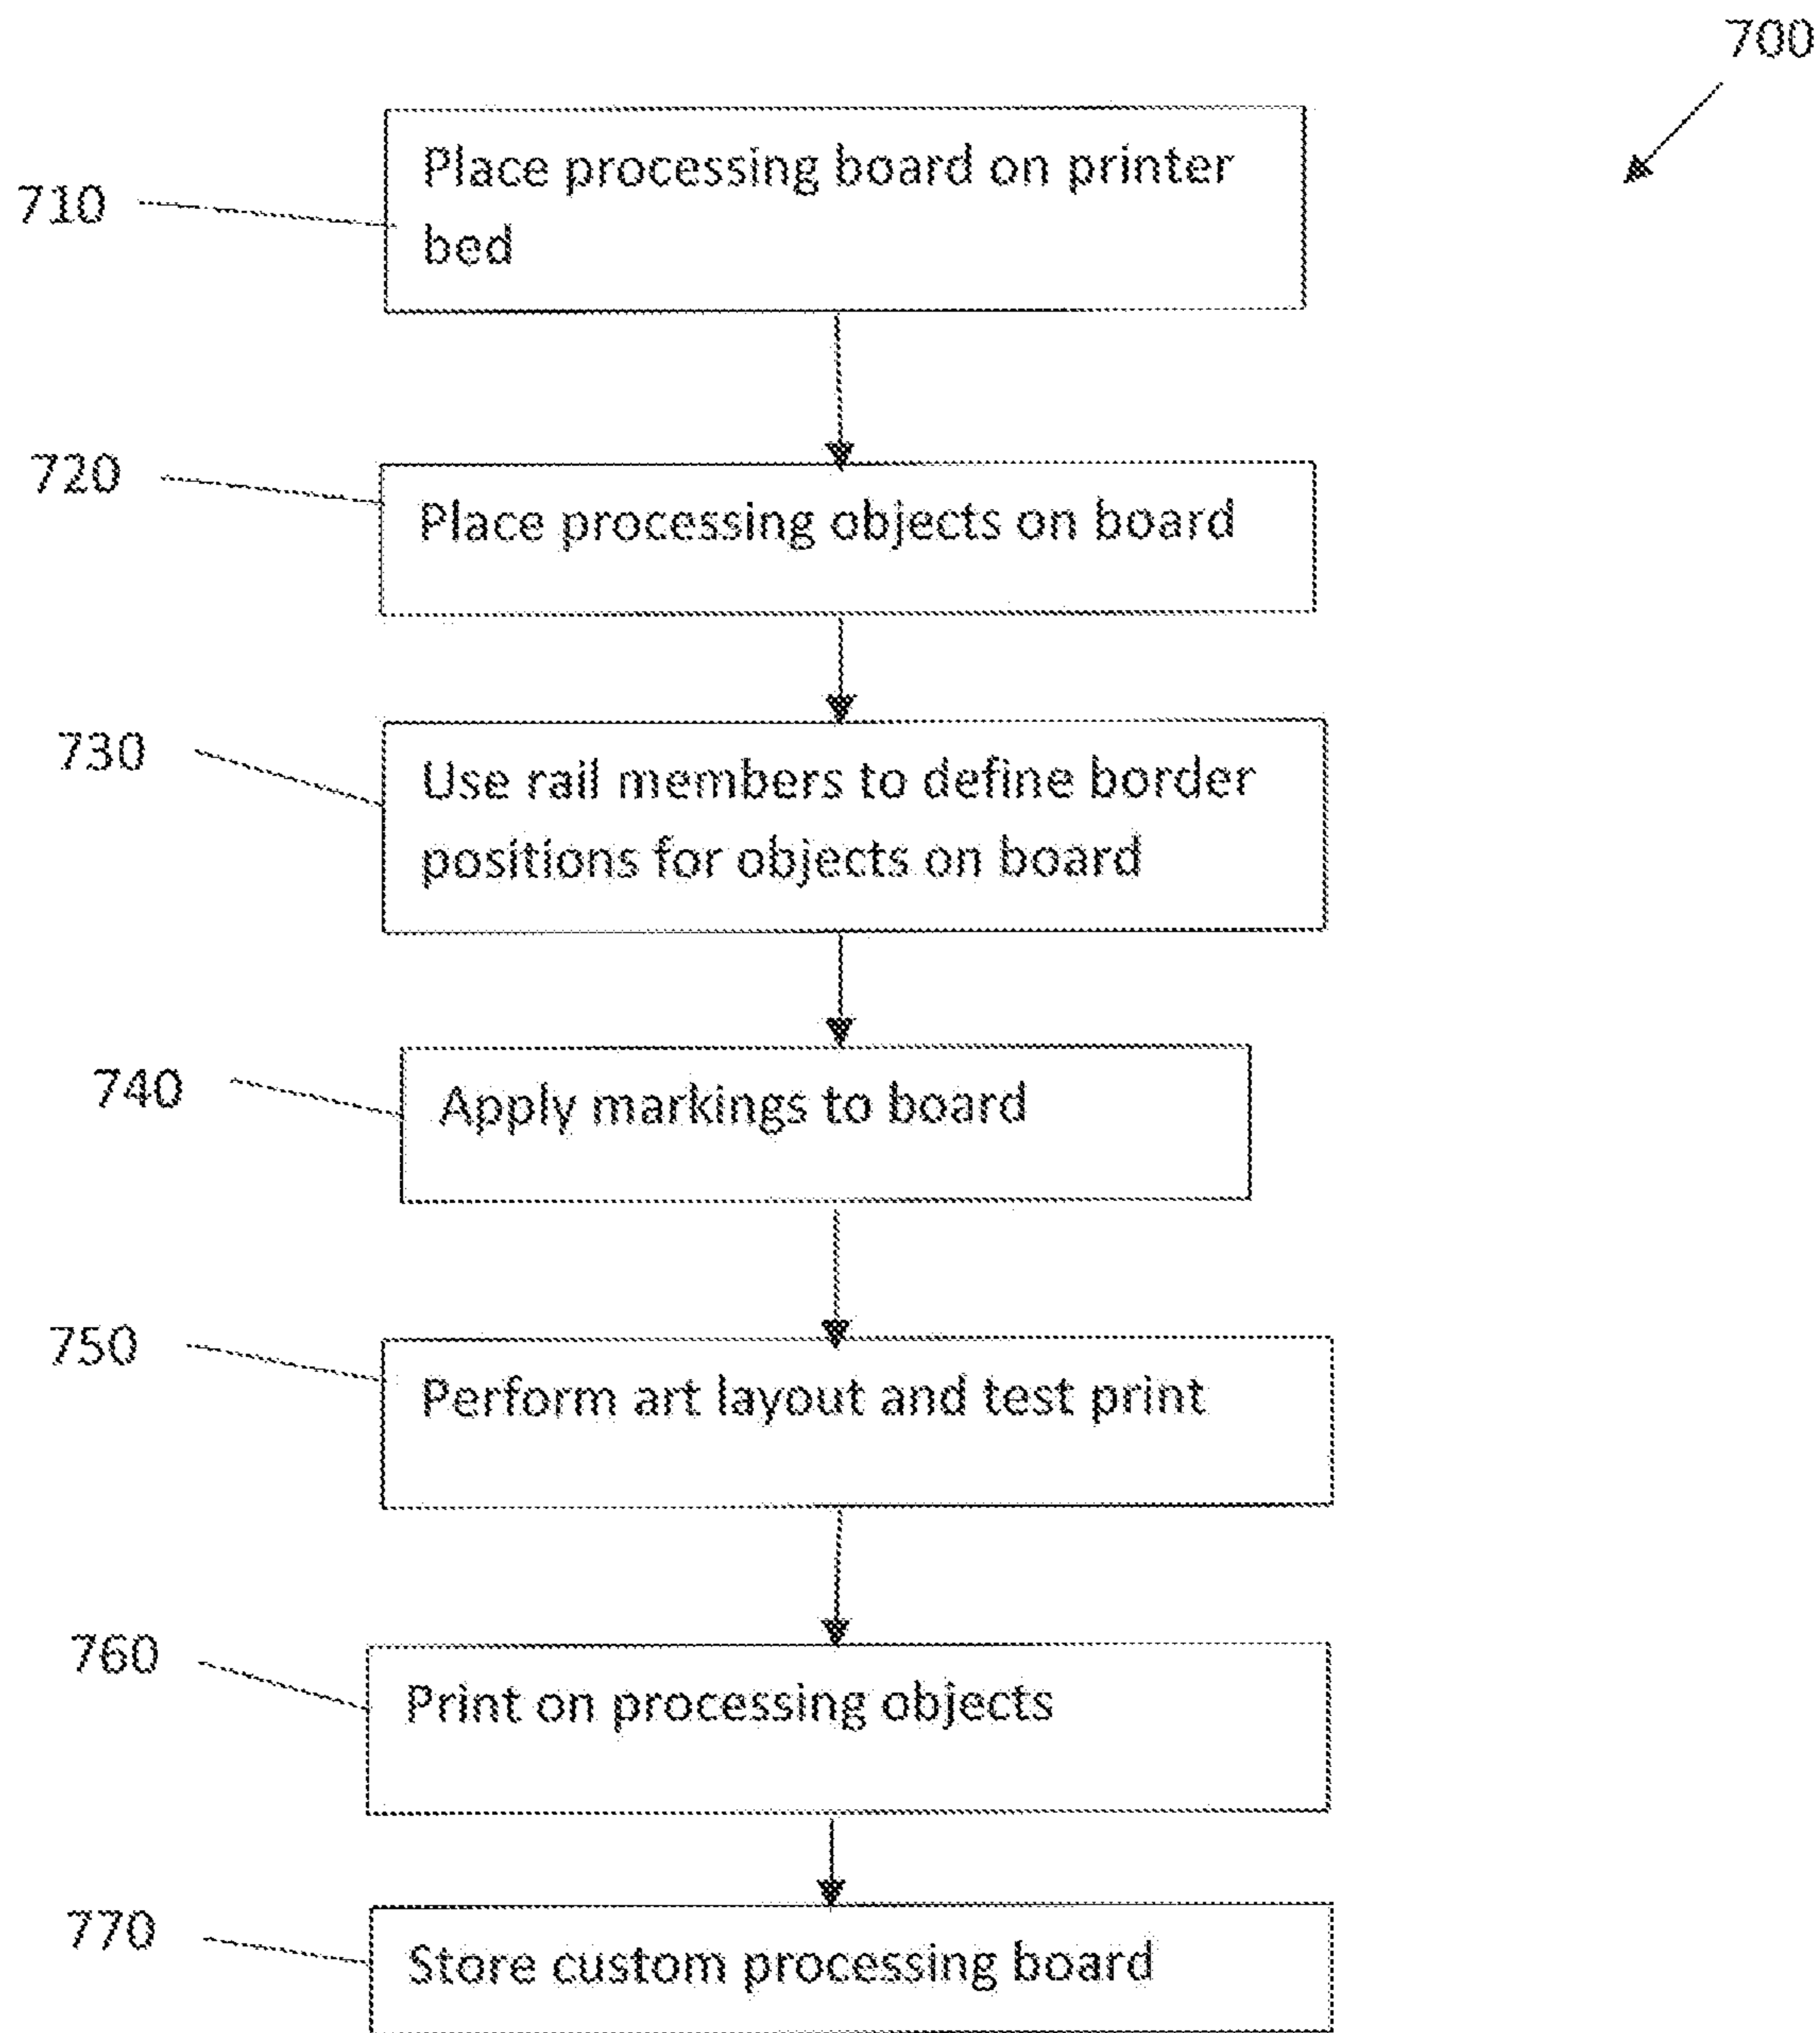 700
710
Place processing board on printer
bed
720
Place processing objects on board
730
Use rail members to define border
positions for objects on board
740
Apply markings to board
750
Perform art layout and test print
760
Print on processing objects
770
Store custom processing board